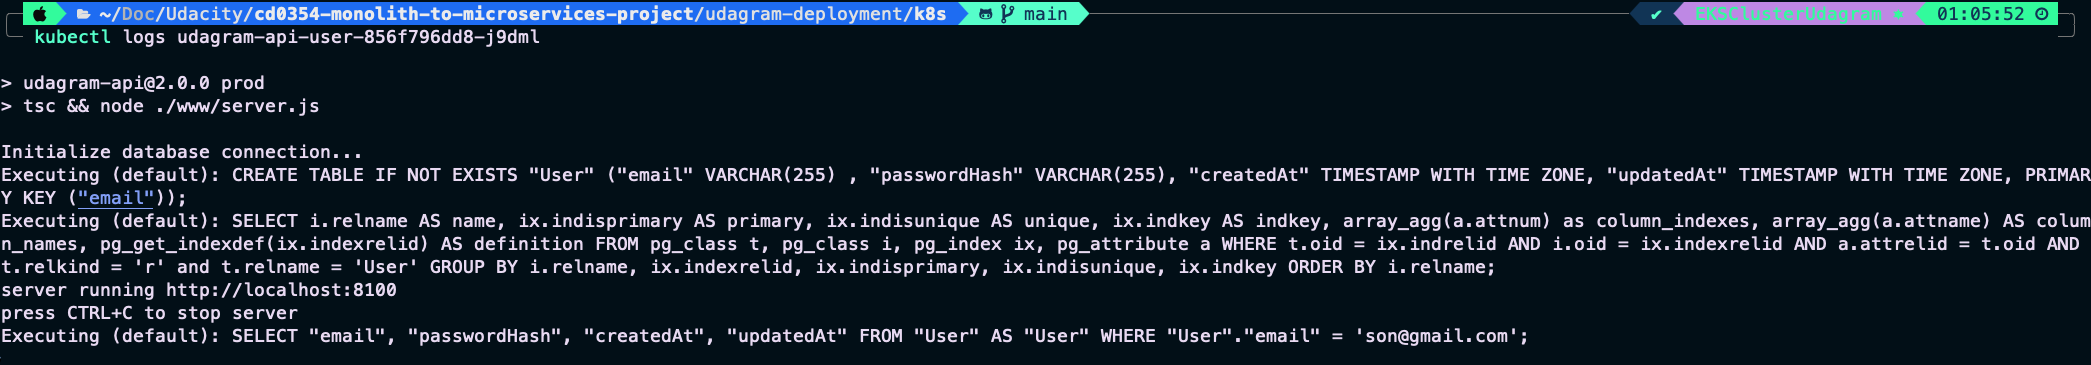 ~/Doc/Udacity/cd0354-monolith-to-microservices-project/udagram-deployment/k8s main ✔ EKSClusterUdagram 01:05:52
kubectl logs udagram-api-user-856f796dd8-j9dml
> udagram-api@2.0.0 prod
> tsc && node ./www/server.js
Initialize database connection...
Executing (default): CREATE TABLE IF NOT EXISTS "User" ("email" VARCHAR(255) , "passwordHash" VARCHAR(255), "createdAt" TIMESTAMP WITH TIME ZONE, "updatedAt" TIMESTAMP WITH TIME ZONE, PRIMAR
Y KEY ("email"));
Executing (default): SELECT i.relname AS name, ix.indisprimary AS primary, ix.indisunique AS unique, ix.indkey AS indkey, array_agg(a.attnum) as column_indexes, array_agg(a.attname) AS colum
n_names, pg_get_indexdef(ix.indexrelid) AS definition FROM pg_class t, pg_class i, pg_index ix, pg_attribute a WHERE t.oid = ix.indrelid AND i.oid = ix.indexrelid AND a.attrelid = t.oid AND
t.relkind = 'r' and t.relname = 'User' GROUP BY i.relname, ix.indexrelid, ix.indisprimary, ix.indisunique, ix.indkey ORDER BY i.relname;
server running http://localhost:8100
press CTRL+C to stop server
Executing (default): SELECT "email", "passwordHash", "createdAt", "updatedAt" FROM "User" AS "User" WHERE "User"."email" = 'son@gmail.com';